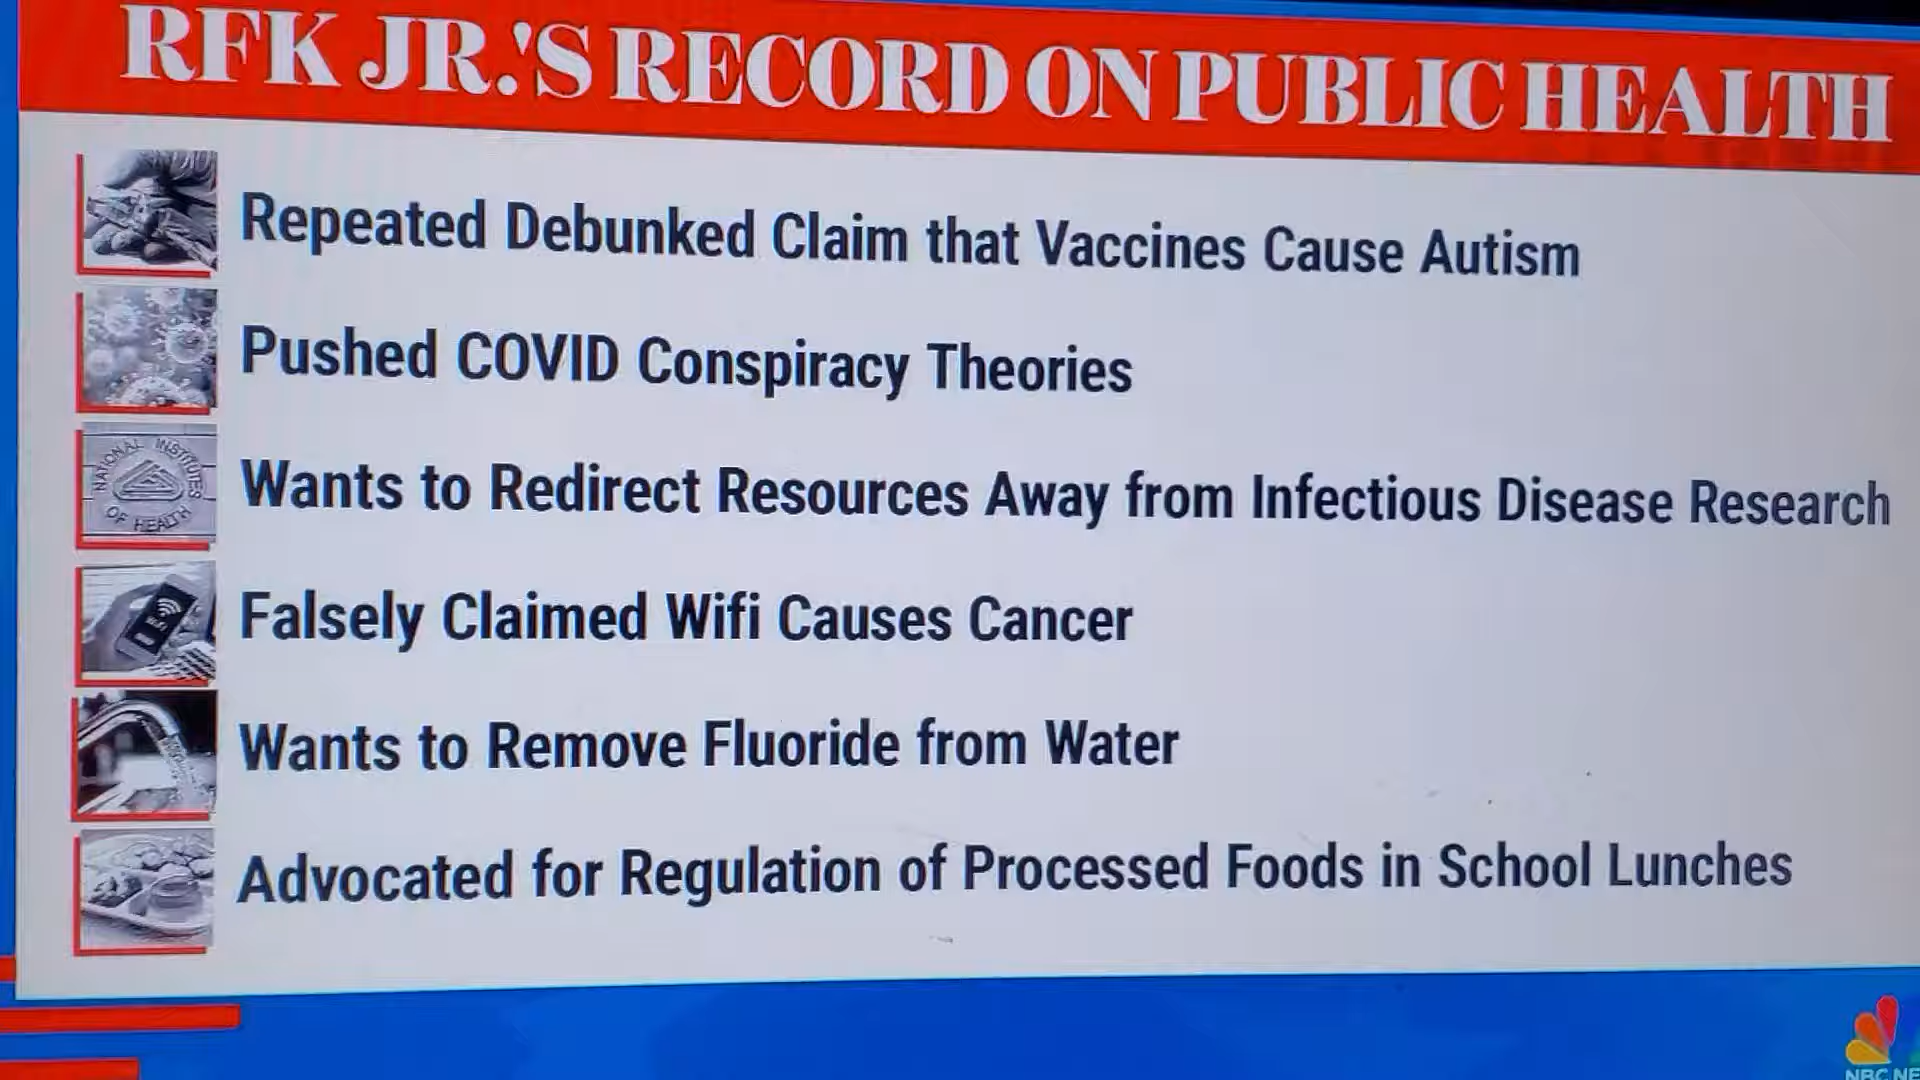 RFK JR.'S RECORD ON PUBLIC HEALTH
Repeated Debunked Claim that Vaccines Cause Autism
Pushed COVID Conspiracy Theories
NATIONAL INSTITUTES OF HEALTH
Wants to Redirect Resources Away from Infectious Disease Research
Falsely Claimed Wifi Causes Cancer
Wants to Remove Fluoride from Water
Advocated for Regulation of Processed Foods in School Lunches
NBC NE